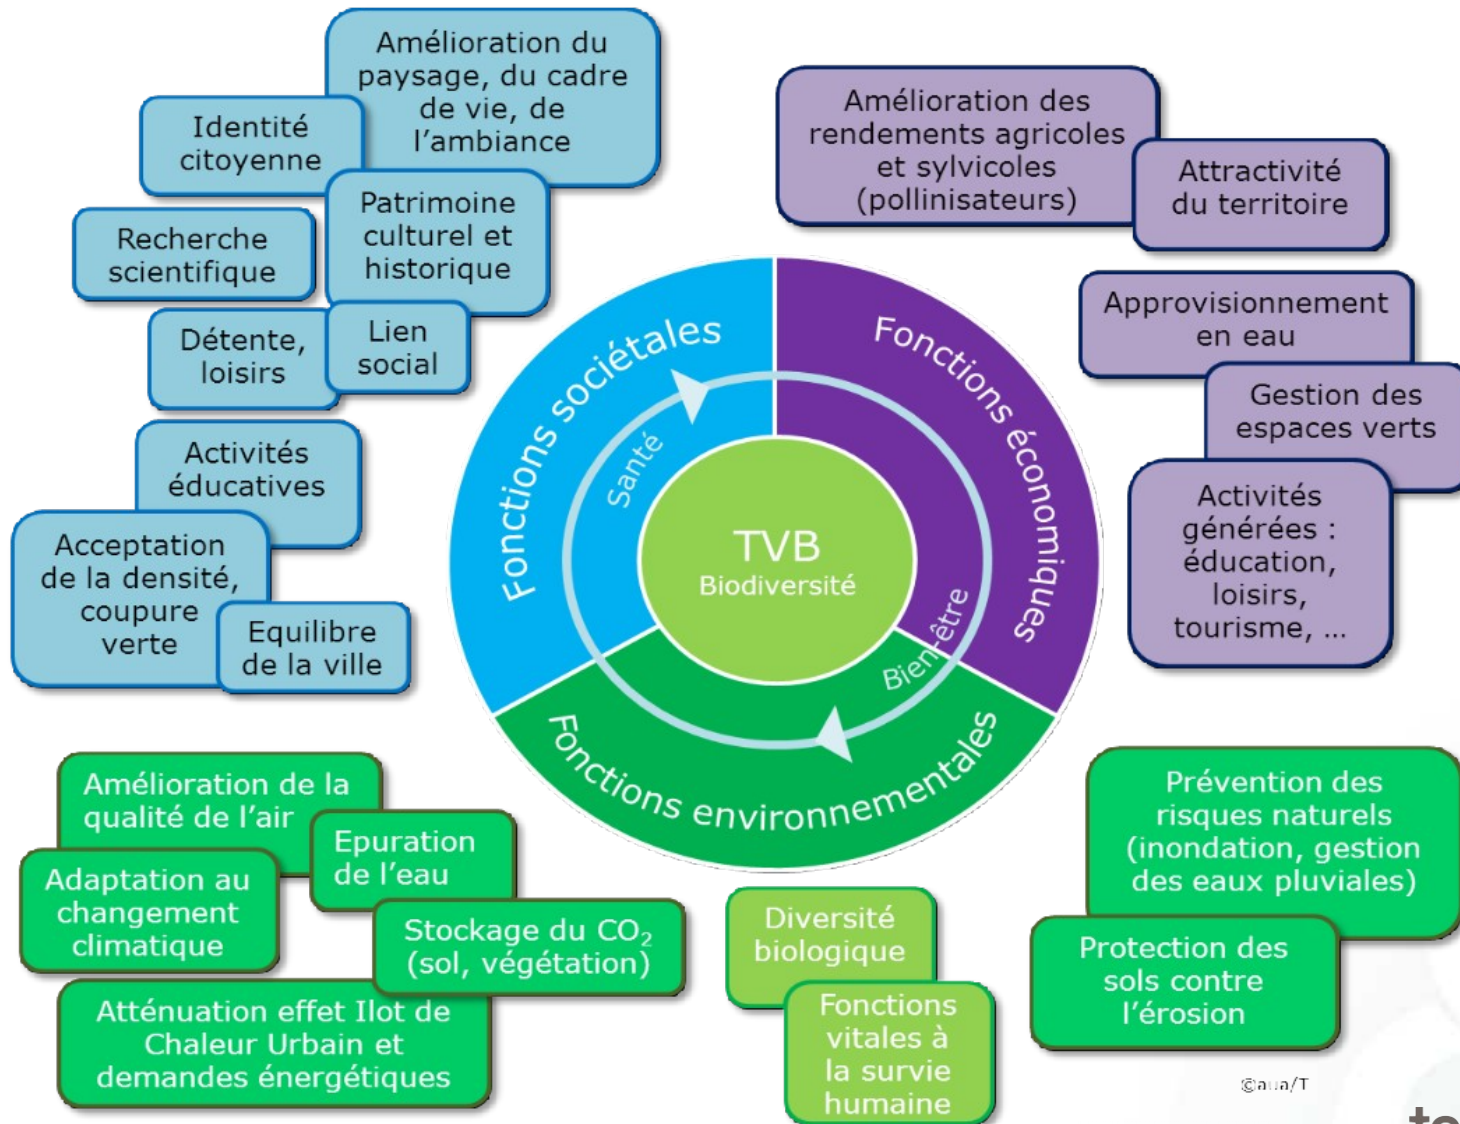 Amélioration du
paysage, du cadre
de vie, de
l'ambiance
Identité
citoyenne
Patrimoine
culturel et
historique
Recherche
scientifique
Lien
social
Détente,
loisirs
Activités
éducatives
Acceptation
de la densité,
coupure
verte
Equilibre
de la ville
Amélioration des
rendements agricoles
et sylvicoles
(pollinisateurs)
Attractivité
du territoire
Approvisionnement
en eau
Gestion des
espaces verts
Activités
générées :
éducation,
loisirs,
tourisme, ...
Fonctions sociétales
Fonctions économiques
Santé
TVB
Biodiversité
Bien-être
Fonctions environnementales
Amélioration de la
qualité de l'air
Epuration
de l'eau
Adaptation au
changement
climatique
Stockage du CO₂
(sol, végétation)
Atténuation effet Ilot de
Chaleur Urbain et
demandes énergétiques
Diversité
biologique
Fonctions
vitales à
la survie
humaine
Prévention des
risques naturels
(inondation, gestion
des eaux pluviales)
Protection des
sols contre
l'érosion
©aua/T